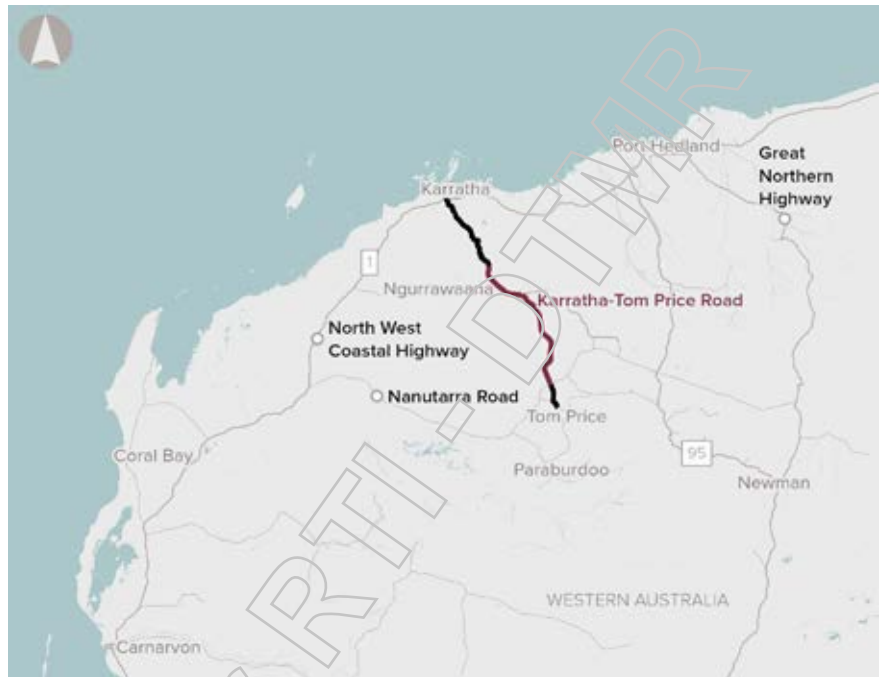 Port Hedland
Great
Northern
Highway
Karratha
1
Ngurrawaana
Karratha-Tom Price Road
North West
Coastal Highway
Nanutarra Road
Tom Price
Coral Bay
95
Paraburdoo
Newman
WESTERN AUSTRALIA
Carnarvon
RTI - DTMR